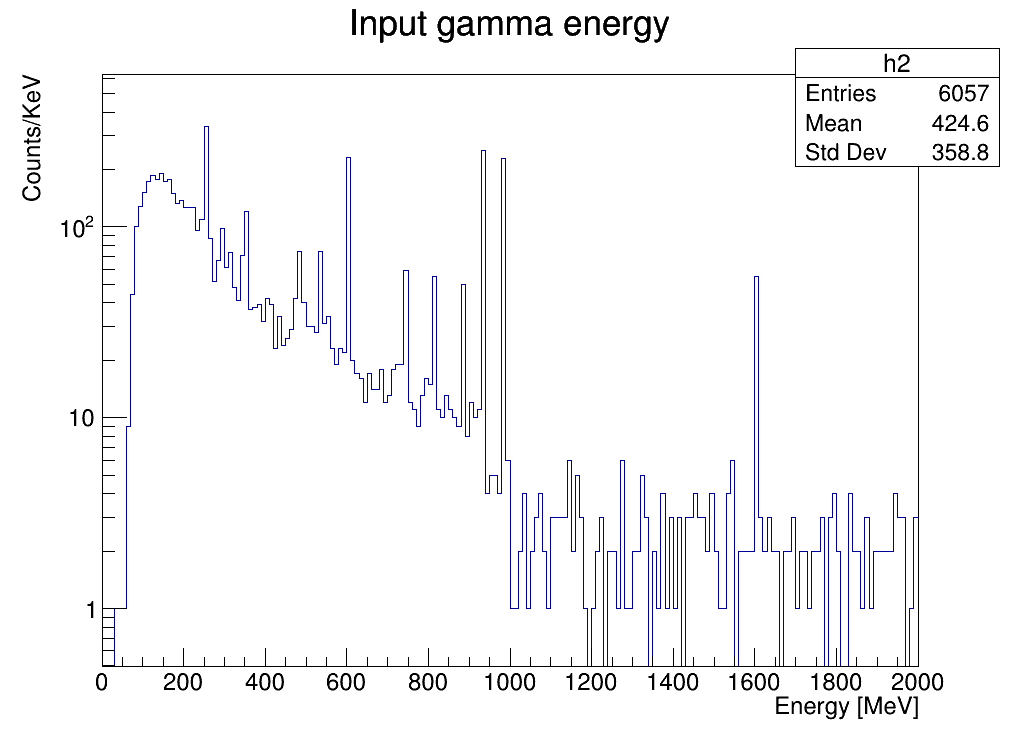 Input gamma energy
h2
Entries 6057
Mean 424.6
Std Dev 358.8
Counts/KeV
10²
10
1
0 200 400 600 800 1000 1200 1400 1600 1800 2000
Energy [MeV]